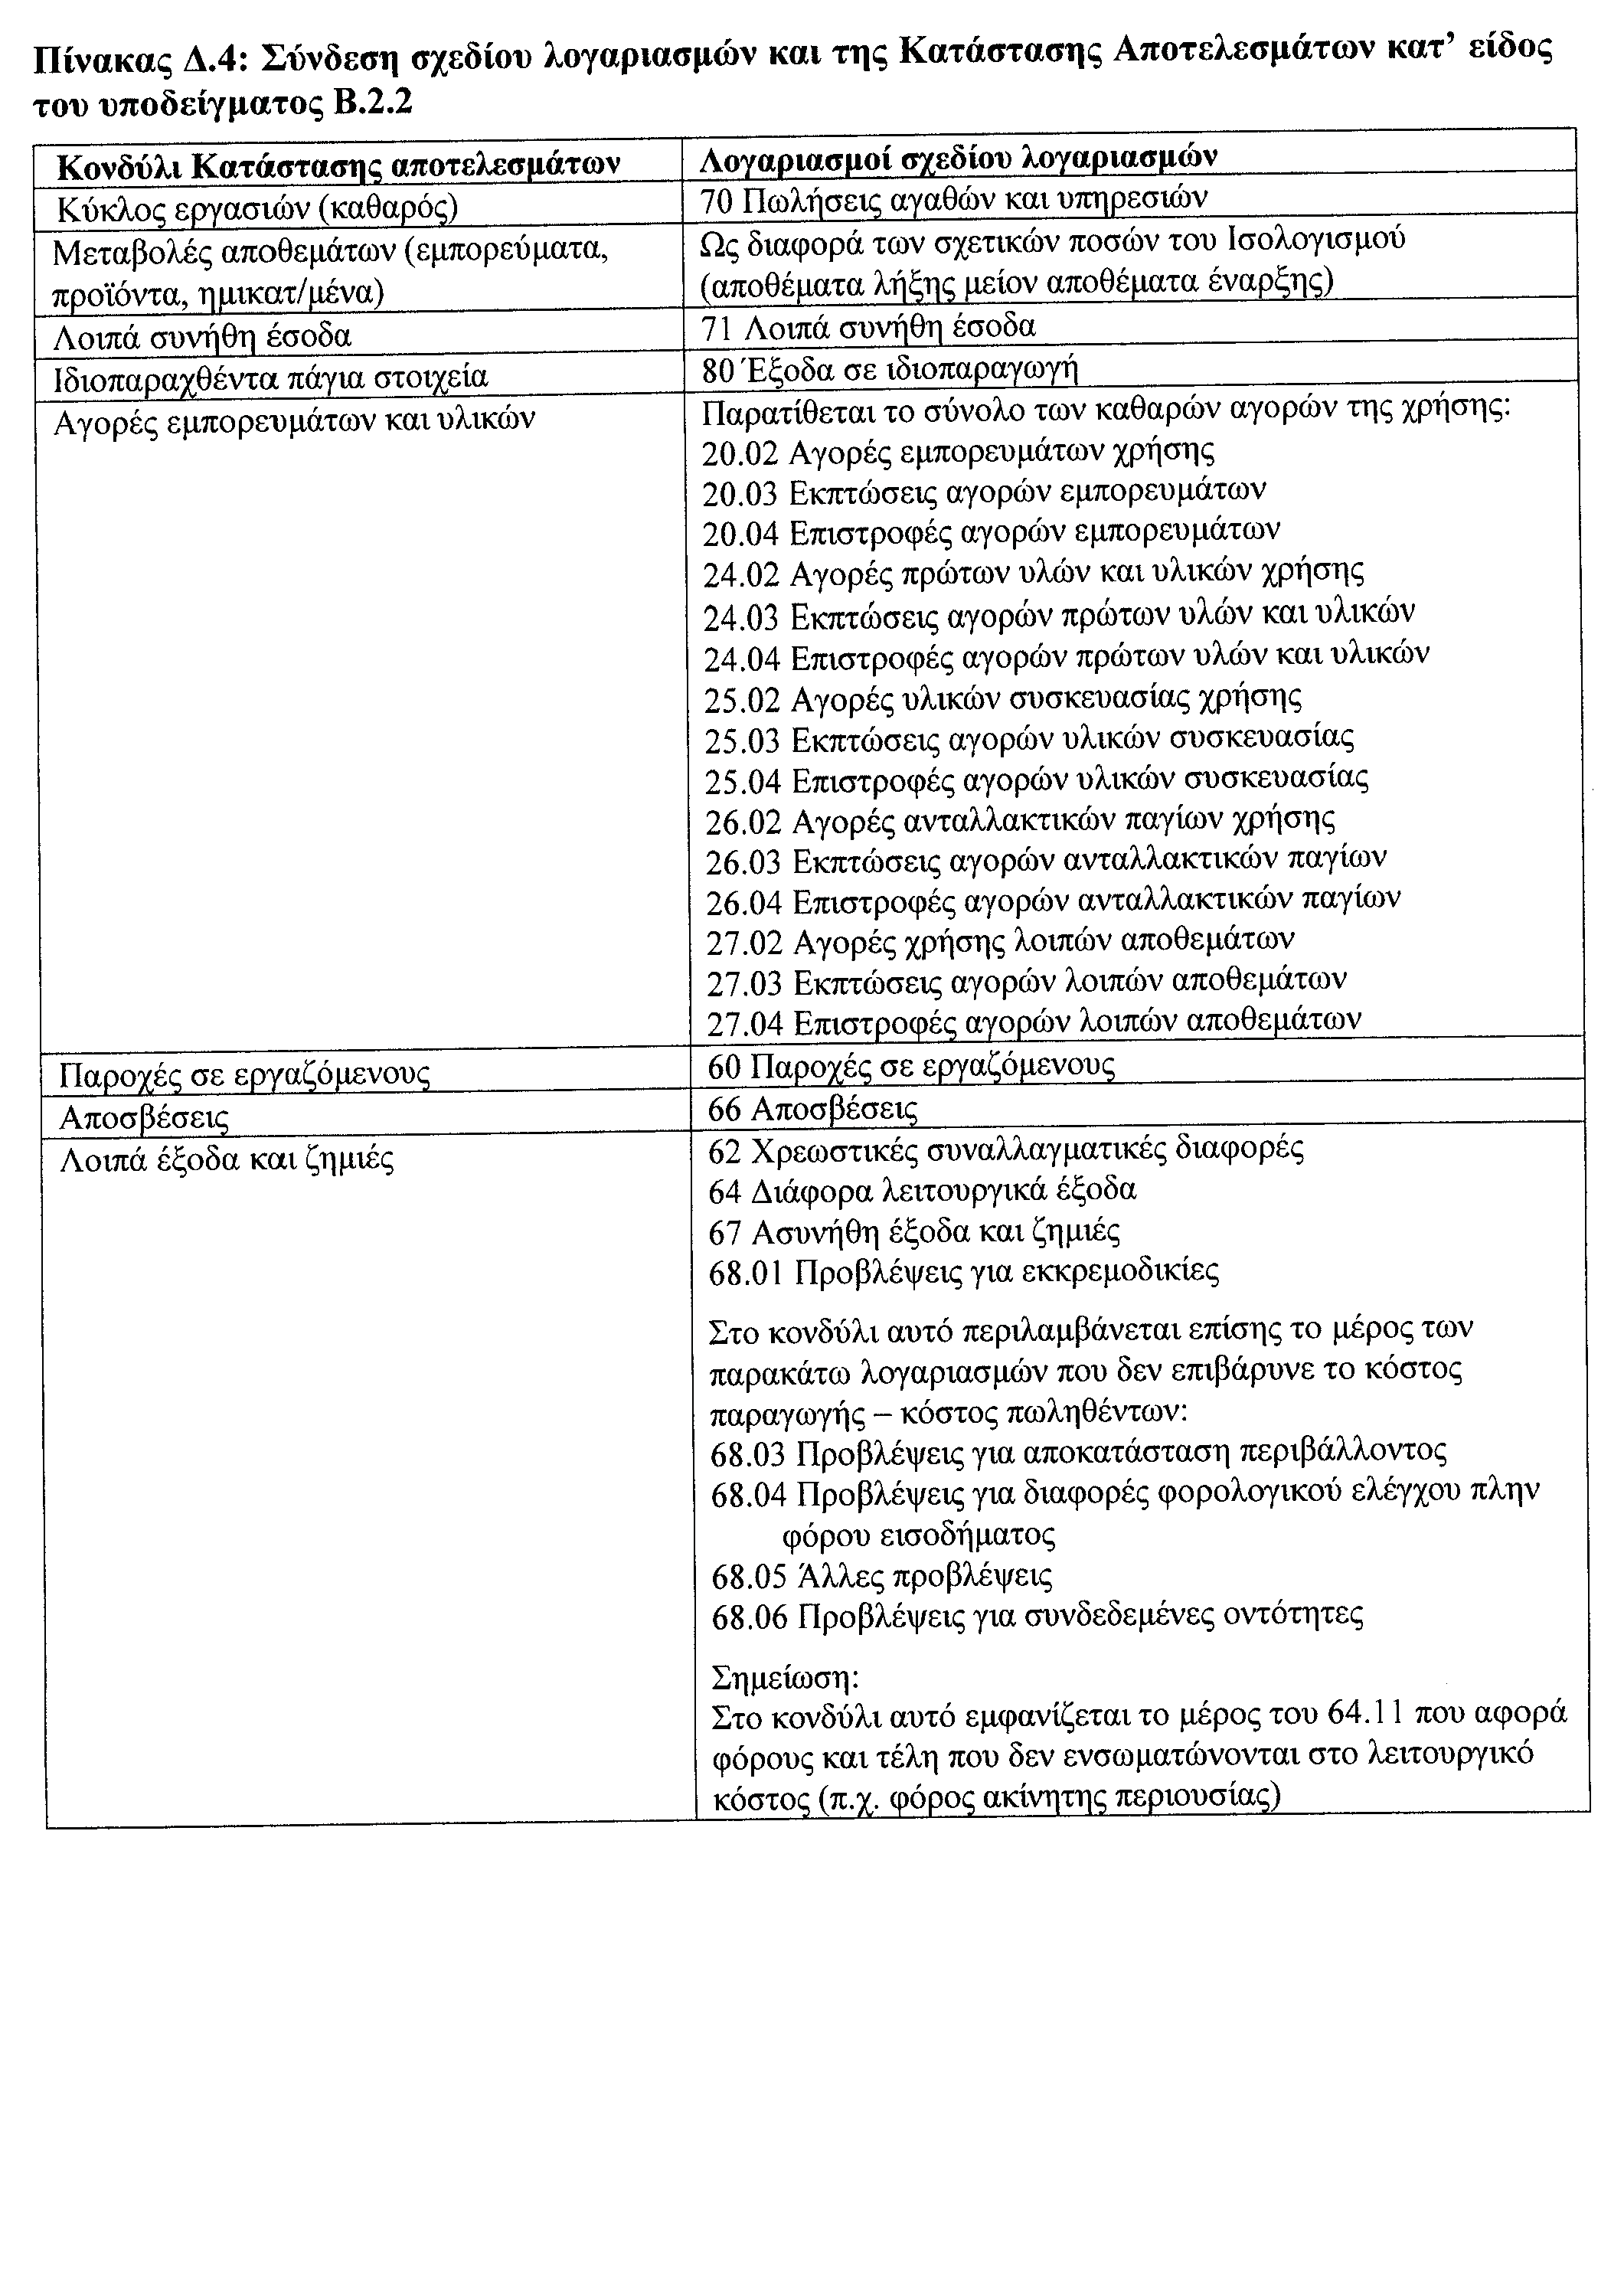 Πίνακας Δ.4: Σύνδεση σχεδίου λογαριασμών και της Κατάστασης Αποτελεσμάτων κατ’ είδος
του υποδείγματος Β.2.2
Κονδύλι Κατάστασης αποτελεσμάτων
Λογαριασμοί σχεδίου λογαριασμών
Κύκλος εργασιών (καθαρός)
70 Πωλήσεις αγαθών και υπηρεσιών
Μεταβολές αποθεμάτων (εμπορεύματα,
προϊόντα, ημικατ/μένα)
Ως διαφορά των σχετικών ποσών του Ισολογισμού
(αποθέματα λήξης μείον αποθέματα έναρξης)
Λοιπά συνήθη έσοδα
71 Λοιπά συνήθη έσοδα
Ιδιοπαραχθέντα πάγια στοιχεία
80 Έξοδα σε ιδιοπαραγωγή
Αγορές εμπορευμάτων και υλικών
Παρατίθεται το σύνολο των καθαρών αγορών της χρήσης:
20.02 Αγορές εμπορευμάτων χρήσης
20.03 Εκπτώσεις αγορών εμπορευμάτων
20.04 Επιστροφές αγορών εμπορευμάτων
24.02 Αγορές πρώτων υλών και υλικών χρήσης
24.03 Εκπτώσεις αγορών πρώτων υλών και υλικών
24.04 Επιστροφές αγορών πρώτων υλών και υλικών
25.02 Αγορές υλικών συσκευασίας χρήσης
25.03 Εκπτώσεις αγορών υλικών συσκευασίας
25.04 Επιστροφές αγορών υλικών συσκευασίας
26.02 Αγορές ανταλλακτικών παγίων χρήσης
26.03 Εκπτώσεις αγορών ανταλλακτικών παγίων
26.04 Επιστροφές αγορών ανταλλακτικών παγίων
27.02 Αγορές χρήσης λοιπών αποθεμάτων
27.03 Εκπτώσεις αγορών λοιπών αποθεμάτων
27.04 Επιστροφές αγορών λοιπών αποθεμάτων
Παροχές σε εργαζόμενους
60 Παροχές σε εργαζόμενους
Αποσβέσεις
66 Αποσβέσεις
Λοιπά έξοδα και ζημιές
62 Χρεωστικές συναλλαγματικές διαφορές
64 Διάφορα λειτουργικά έξοδα
67 Ασυνήθη έξοδα και ζημιές
68.01 Προβλέψεις για εκκρεμοδικίες
Στο κονδύλι αυτό περιλαμβάνεται επίσης το μέρος των
παρακάτω λογαριασμών που δεν επιβάρυνε το κόστος
παραγωγής – κόστος πωληθέντων:
68.03 Προβλέψεις για αποκατάσταση περιβάλλοντος
68.04 Προβλέψεις για διαφορές φορολογικού ελέγχου πλην
φόρου εισοδήματος
68.05 Άλλες προβλέψεις
68.06 Προβλέψεις για συνδεδεμένες οντότητες
Σημείωση:
Στο κονδύλι αυτό εμφανίζεται το μέρος του 64.11 που αφορά
φόρους και τέλη που δεν ενσωματώνονται στο λειτουργικό
κόστος (π.χ. φόρος ακίνητης περιουσίας)